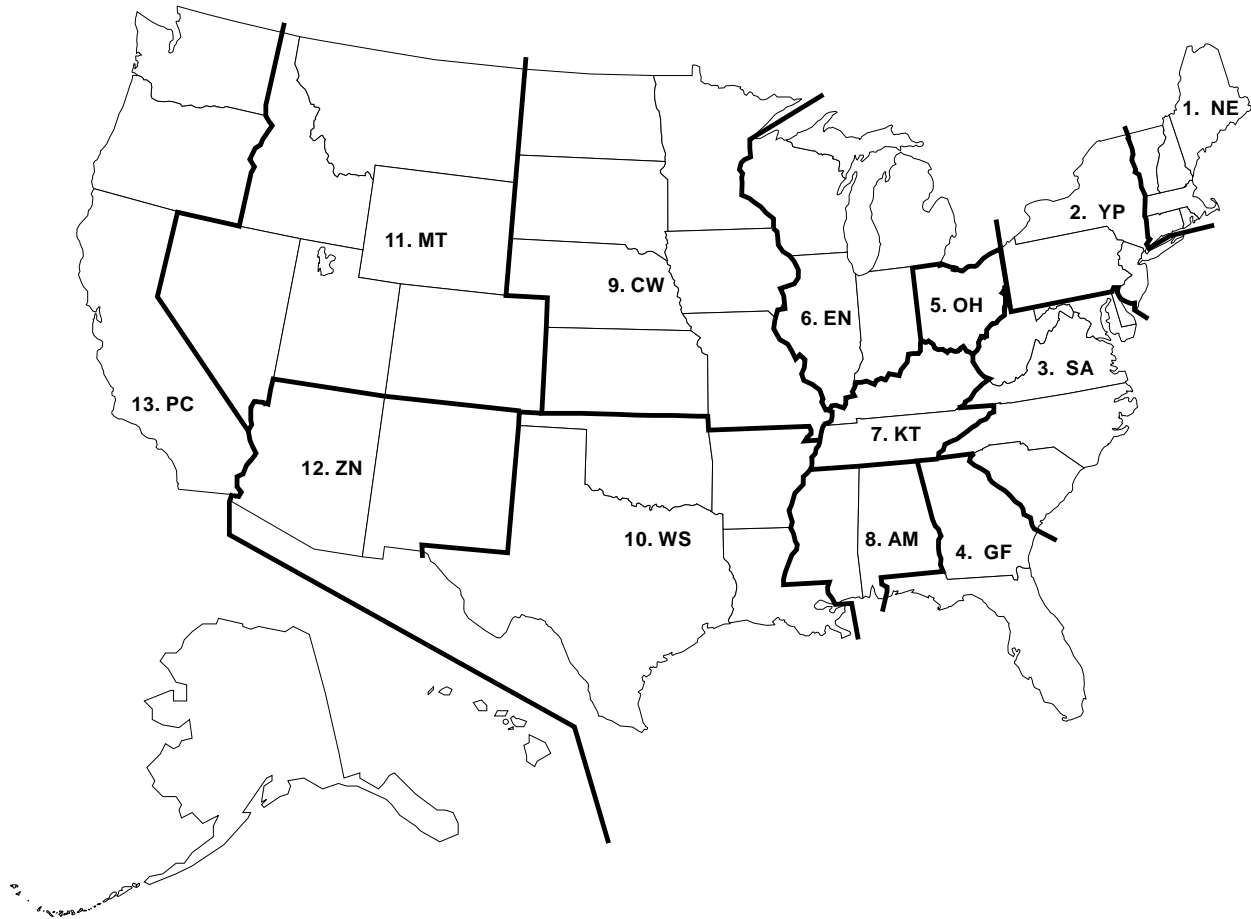 1. NE
2. YP
11. MT
9. CW
5. OH
6. EN
3. SA
13. PC
7. KT
12. ZN
10. WS
8. AM
4. GF